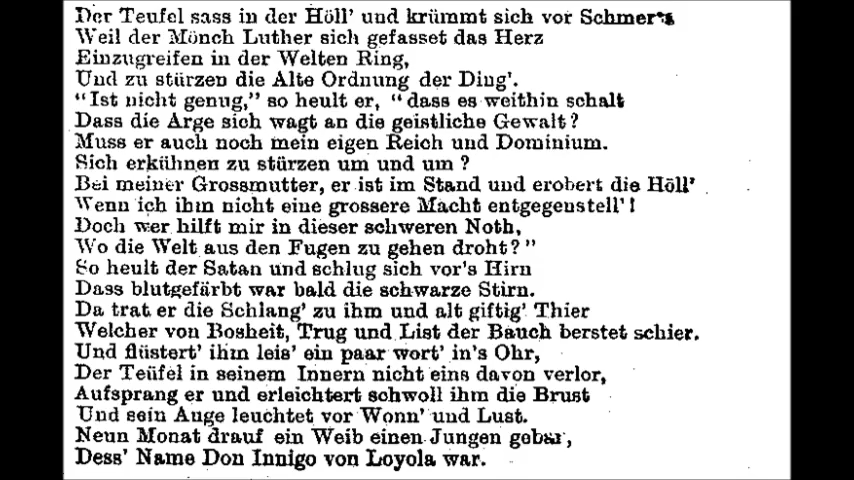 Der Teufel sass in der Höll' und krümmt sich vor Schmerz
Weil der Mönch Luther sich gefasset das Herz
Einzugreifen in der Welten Ring,
Und zu stürzen die Alte Ordnung der Ding'.
“Ist nicht genug,” so heult er, “dass es weithin schalt
Dass die Arge sich wagt an die geistliche Gewalt?
Muss er auch noch mein eigen Reich und Dominium.
Sich erkühnen zu stürzen um und um?
Bei meiner Grossmutter, er ist im Stand und erobert die Höll'
Wenn ich ihm nicht eine grossere Macht entgegenstell'!
Doch wer hilft mir in dieser schweren Noth,
Wo die Welt aus den Fugen zu gehen droht?”
So heult der Satan und schlug sich vor's Hirn
Dass blutgefärbt war bald die schwarze Stirn.
Da trat er die Schlang' zu ihm und alt giftig' Thier
Welcher von Bosheit, Trug und List der Bauch berstet schier.
Und flüstert' ihm leis' ein paar wort' in's Ohr,
Der Teüfel in seinem Innern nicht eins davon verlor,
Aufsprang er und erleichtert schwoll ihm die Brust
Und sein Auge leuchtet vor Wonn' und Lust.
Neun Monat drauf ein Weib einen Jungen gebar,
Dess' Name Don Innigo von Loyola war.